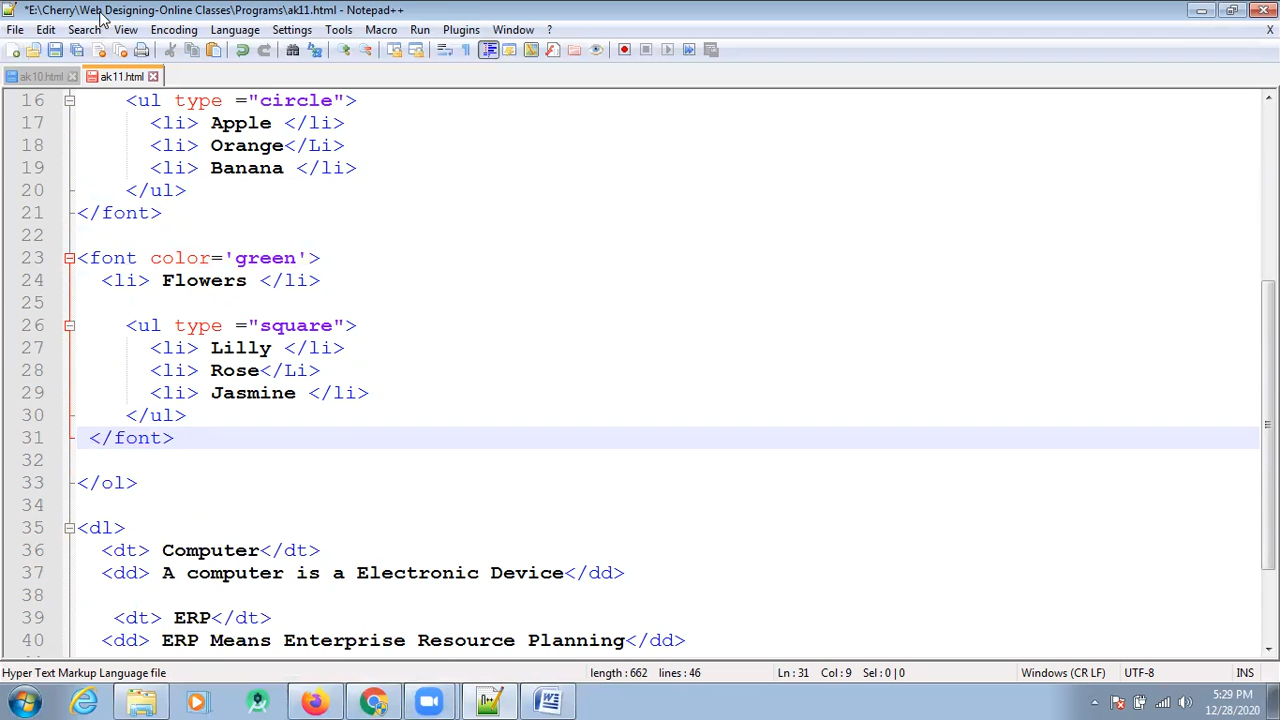 *E:\Cherry\Web Designing-Online Classes\Programs\ak11.html - Notepad++
File Edit Search View Encoding Language Settings Tools Macro Run Plugins Window ? X
ak10.html ak11.html
16 <ul type ="circle">
17 <li> Apple </li>
18 <li> Orange</Li>
19 <li> Banana </li>
20 </ul>
21 </font>
22
23 <font color='green'>
24 <li> Flowers </li>
25
26 <ul type ="square">
27 <li> Lilly </li>
28 <li> Rose</Li>
29 <li> Jasmine </li>
30 </ul>
31 </font>
32
33 </ol>
34
35 <dl>
36 <dt> Computer</dt>
37 <dd> A computer is a Electronic Device</dd>
38
39 <dt> ERP</dt>
40 <dd> ERP Means Enterprise Resource Planning</dd>
Hyper Text Markup Language file length : 662 lines : 46 Ln : 31 Col : 9 Sel : 0 | 0 Windows (CR LF) UTF-8 INS
5:29 PM
12/28/2020